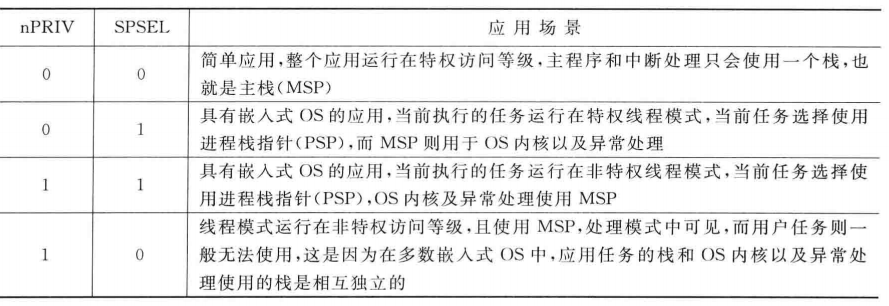 nPRIV SPSEL 应用场景
0 0 简单应用,整个应用运行在特权访问等级,主程序和中断处理只会使用一个栈,也
就是主栈(MSP)
0 1 具有嵌入式 OS 的应用,当前执行的任务运行在特权线程模式,当前任务选择使用
进程栈指针(PSP),而 MSP 则用于 OS 内核以及异常处理
1 1 具有嵌入式 OS 的应用,当前执行的任务运行在非特权线程模式,当前任务选择使
用进程栈指针(PSP),OS 内核及异常处理使用 MSP
1 0 线程模式运行在非特权访问等级,且使用 MSP,处理模式中可见,而用户任务则一
般无法使用,这是因为在多数嵌入式 OS 中,应用任务的栈和 OS 内核以及异常处
理使用的栈是相互独立的